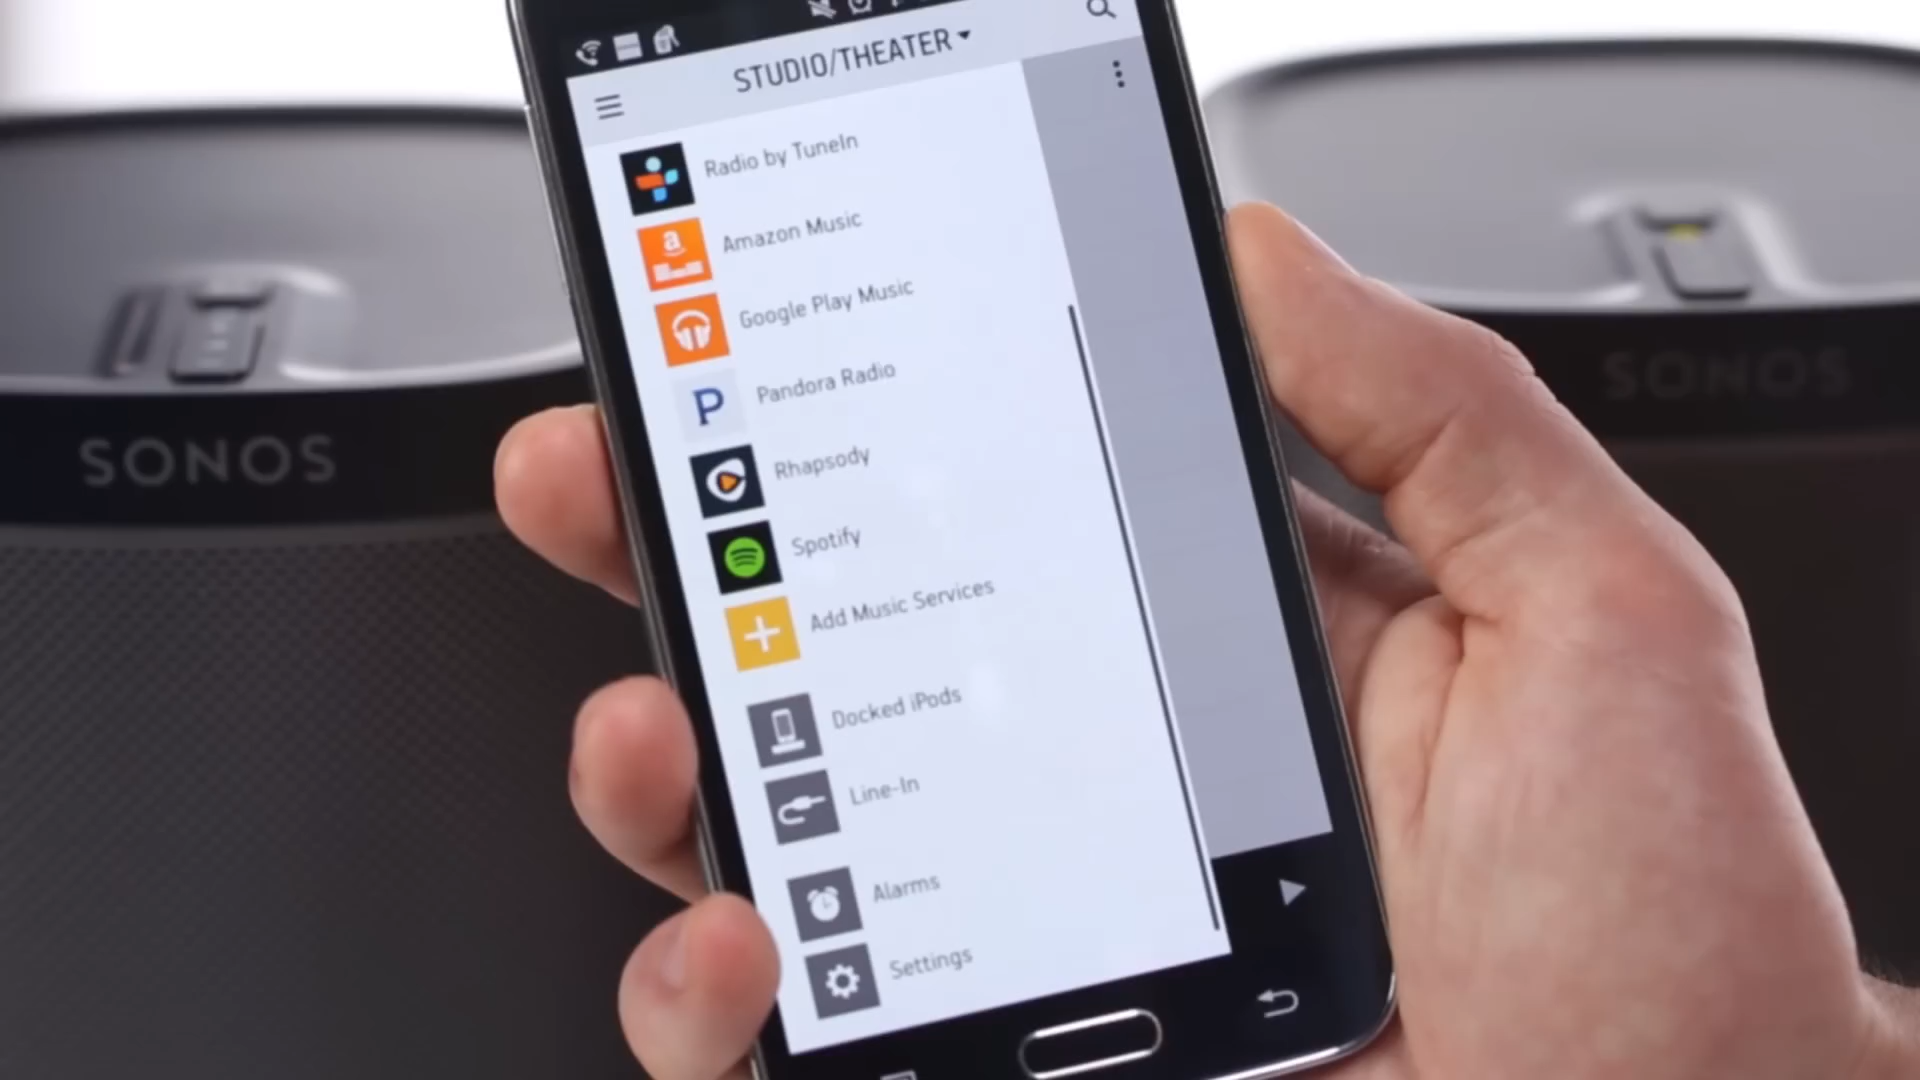 STUDIO/THEATER
Radio by TuneIn
Amazon Music
Google Play Music
Pandora Radio
Rhapsody
Spotify
Add Music Services
Docked iPods
Line-In
Alarms
Settings
SONOS
SONOS